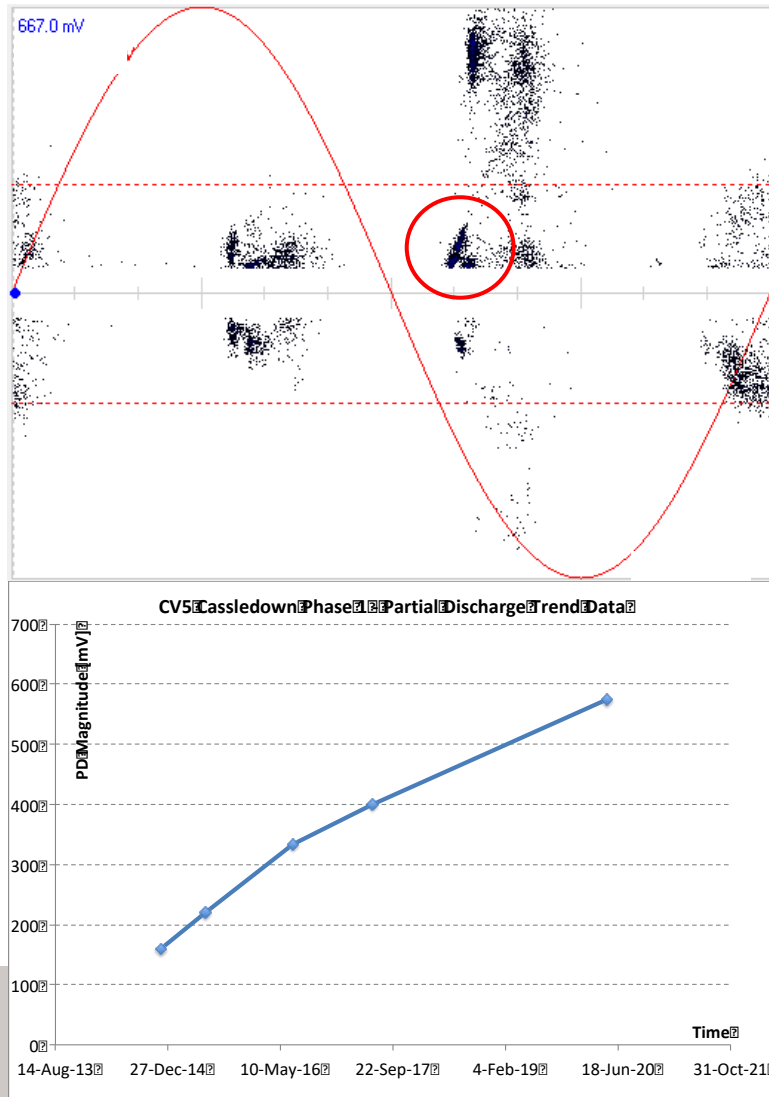 667.0 mV
CV5⍰Cassledown⍰Phase⍰1⍰-⍰Partial⍰Discharge⍰Trend⍰Data⍰
700⍰
600⍰
500⍰
400⍰
300⍰
200⍰
100⍰
0⍰
PD⍰Magnitude⍰[mV]⍰
Time⍰
14-Aug-13⍰ 27-Dec-14⍰ 10-May-16⍰ 22-Sep-17⍰ 4-Feb-19⍰ 18-Jun-20⍰ 31-Oct-21⍰